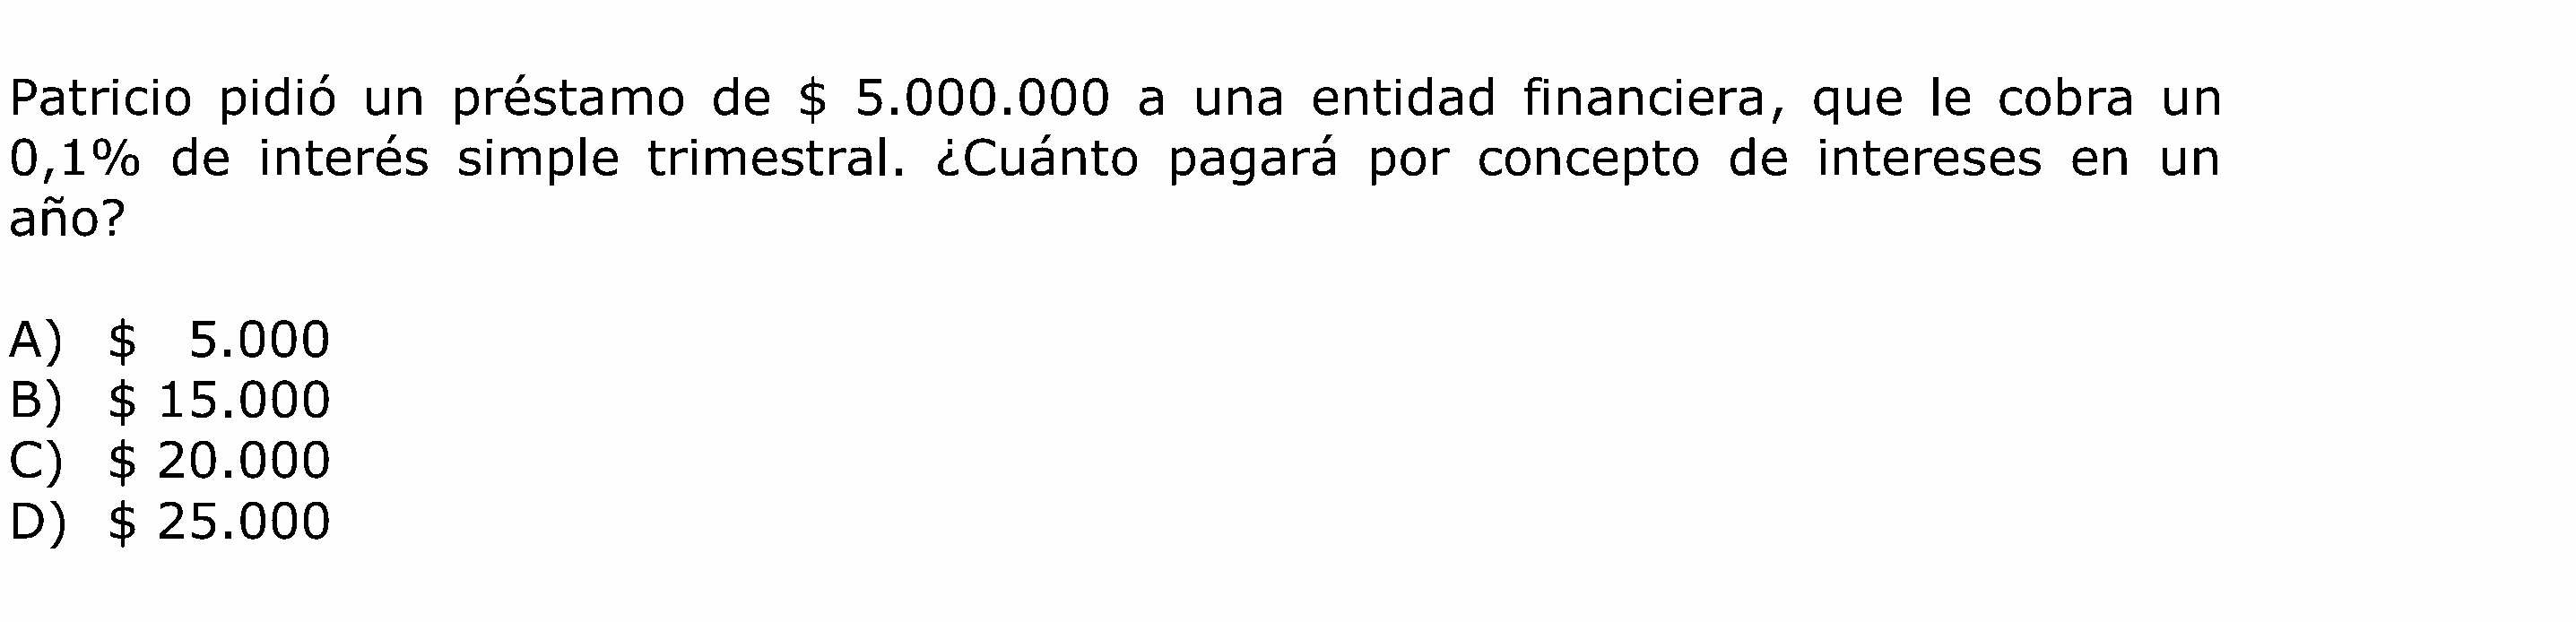 Patricio pidió un préstamo de $ 5.000.000 a una entidad financiera, que le cobra un
0,1% de interés simple trimestral. ¿Cuánto pagará por concepto de intereses en un
año?
A) $ 5.000
B) $ 15.000
C) $ 20.000
D) $ 25.000